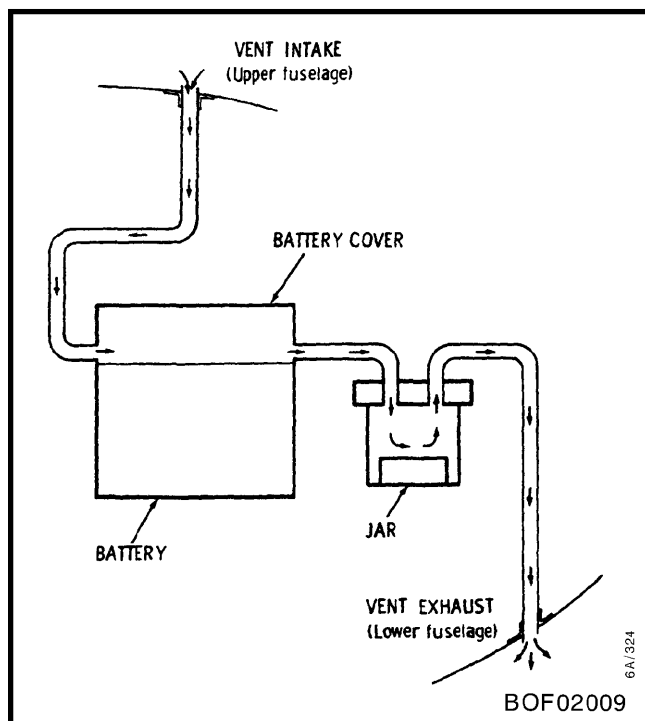 VENT INTAKE
(Upper fuselage)
BATTERY COVER
BATTERY
JAR
VENT EXHAUST
(Lower fuselage)
6A/324
BOF02009